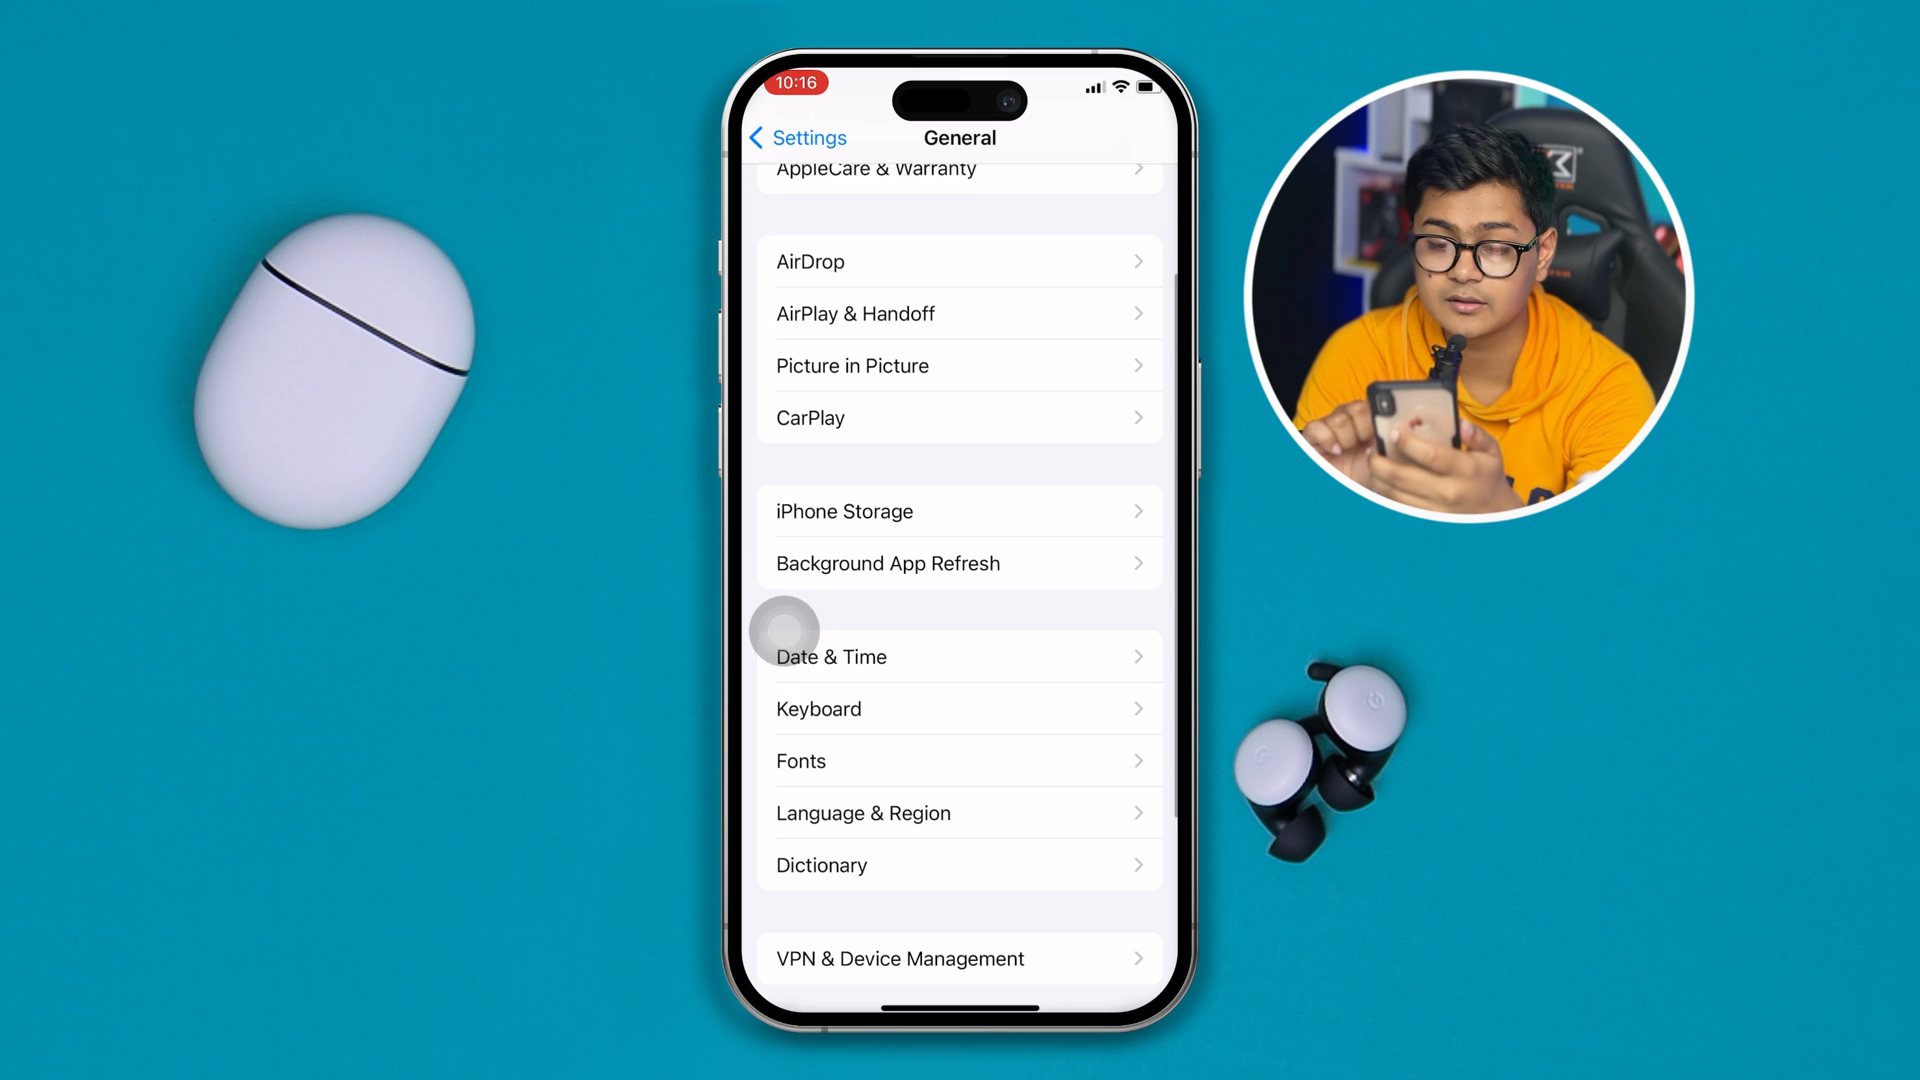 10:16
Settings
General
AppleCare & Warranty
AirDrop
AirPlay & Handoff
Picture in Picture
CarPlay
iPhone Storage
Background App Refresh
Date & Time
Keyboard
Fonts
Language & Region
Dictionary
VPN & Device Management